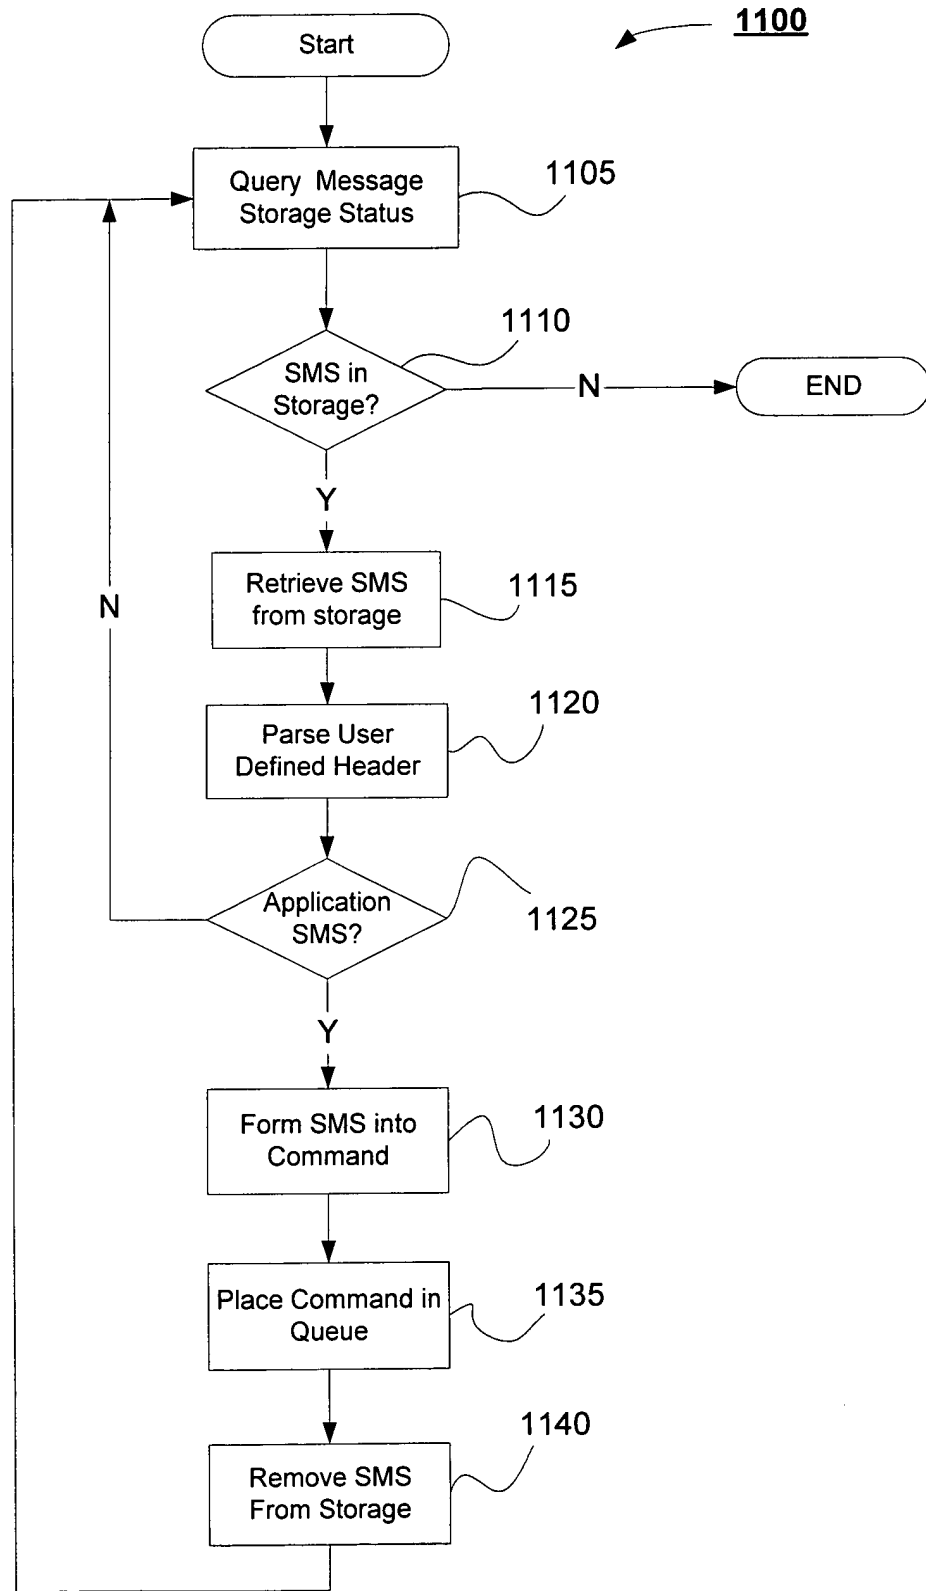 1100
Start
Query Message
Storage Status
1105
SMS in
Storage?
1110
N
END
Y
Retrieve SMS
from storage
1115
N
Parse User
Defined Header
1120
Application
SMS?
1125
Y
Form SMS into
Command
1130
Place Command in
Queue
1135
Remove SMS
From Storage
1140